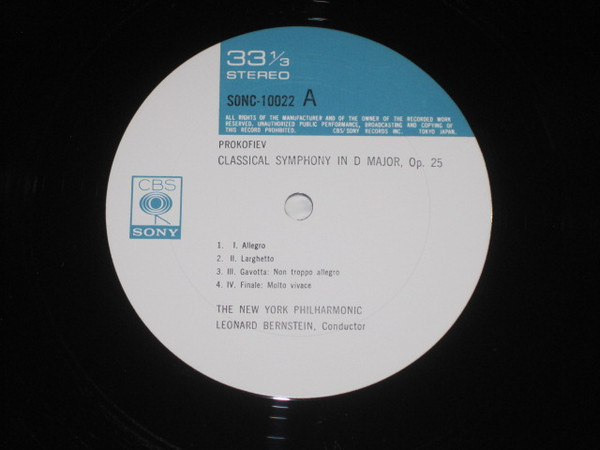 33 1/3
STEREO
SONC-10022 A
ALL RIGHTS OF THE MANUFACTURER AND OF THE OWNER OF THE RECORDED WORK
RESERVED. UNAUTHORIZED PUBLIC PERFORMANCE, BROADCASTING AND COPYING OF
THIS RECORD PROHIBITED. CBS/SONY RECORDS INC. TOKYO JAPAN.
PROKOFIEV
CLASSICAL SYMPHONY IN D MAJOR, Op. 25
CBS
SONY
1. I. Allegro
2. II. Larghetto
3. III. Gavotta: Non troppo allegro
4. IV. Finale: Molto vivace
THE NEW YORK PHILHARMONIC
LEONARD BERNSTEIN, Conductor